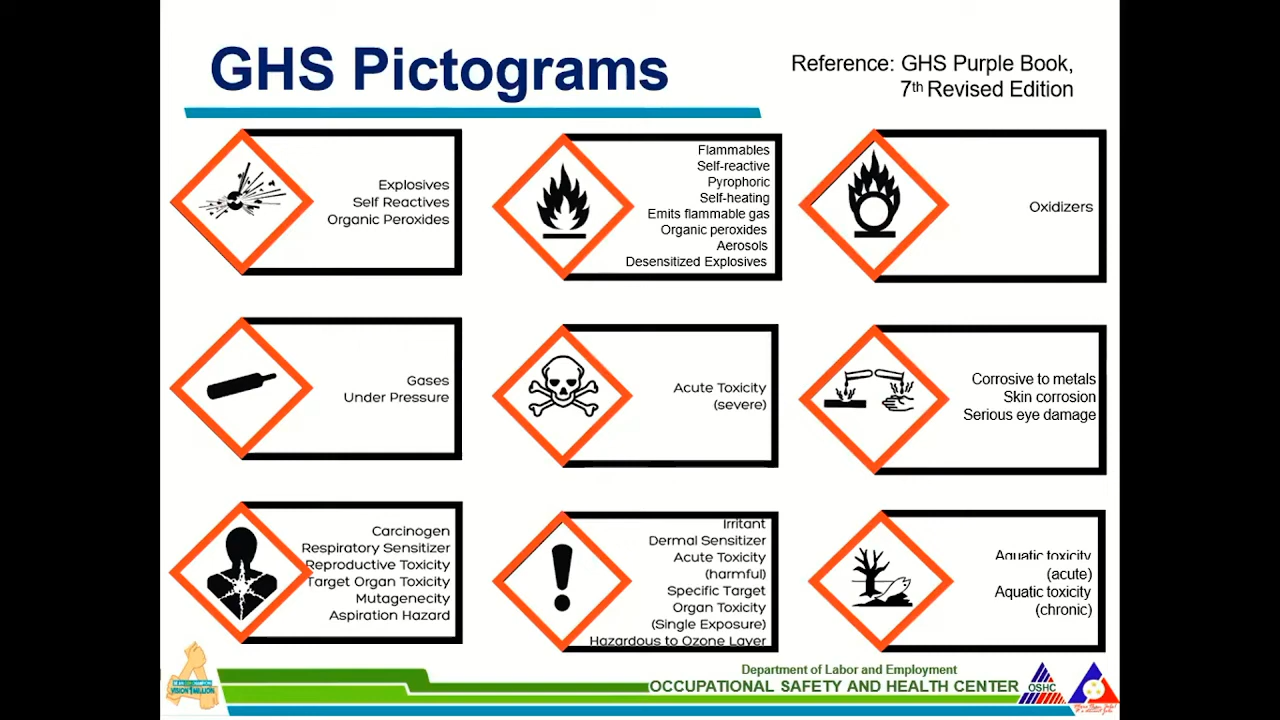 GHS Pictograms
Reference: GHS Purple Book,
7th Revised Edition
Explosives
Self Reactives
Organic Peroxides
Flammables
Self-reactive
Pyrophoric
Self-heating
Emits flammable gas
Organic peroxides
Aerosols
Desensitized Explosives
Oxidizers
Gases
Under Pressure
Acute Toxicity
(severe)
Corrosive to metals
Skin corrosion
Serious eye damage
Carcinogen
Respiratory Sensitizer
Reproductive Toxicity
Target Organ Toxicity
Mutagenecity
Aspiration Hazard
Irritant
Dermal Sensitizer
Acute Toxicity
(harmful)
Specific Target
Organ Toxicity
(Single Exposure)
Hazardous to Ozone Layer
Aquatic toxicity
(acute)
Aquatic toxicity
(chronic)
VISION 1 MILLION
Department of Labor and Employment
OCCUPATIONAL SAFETY AND HEALTH CENTER
OSHC